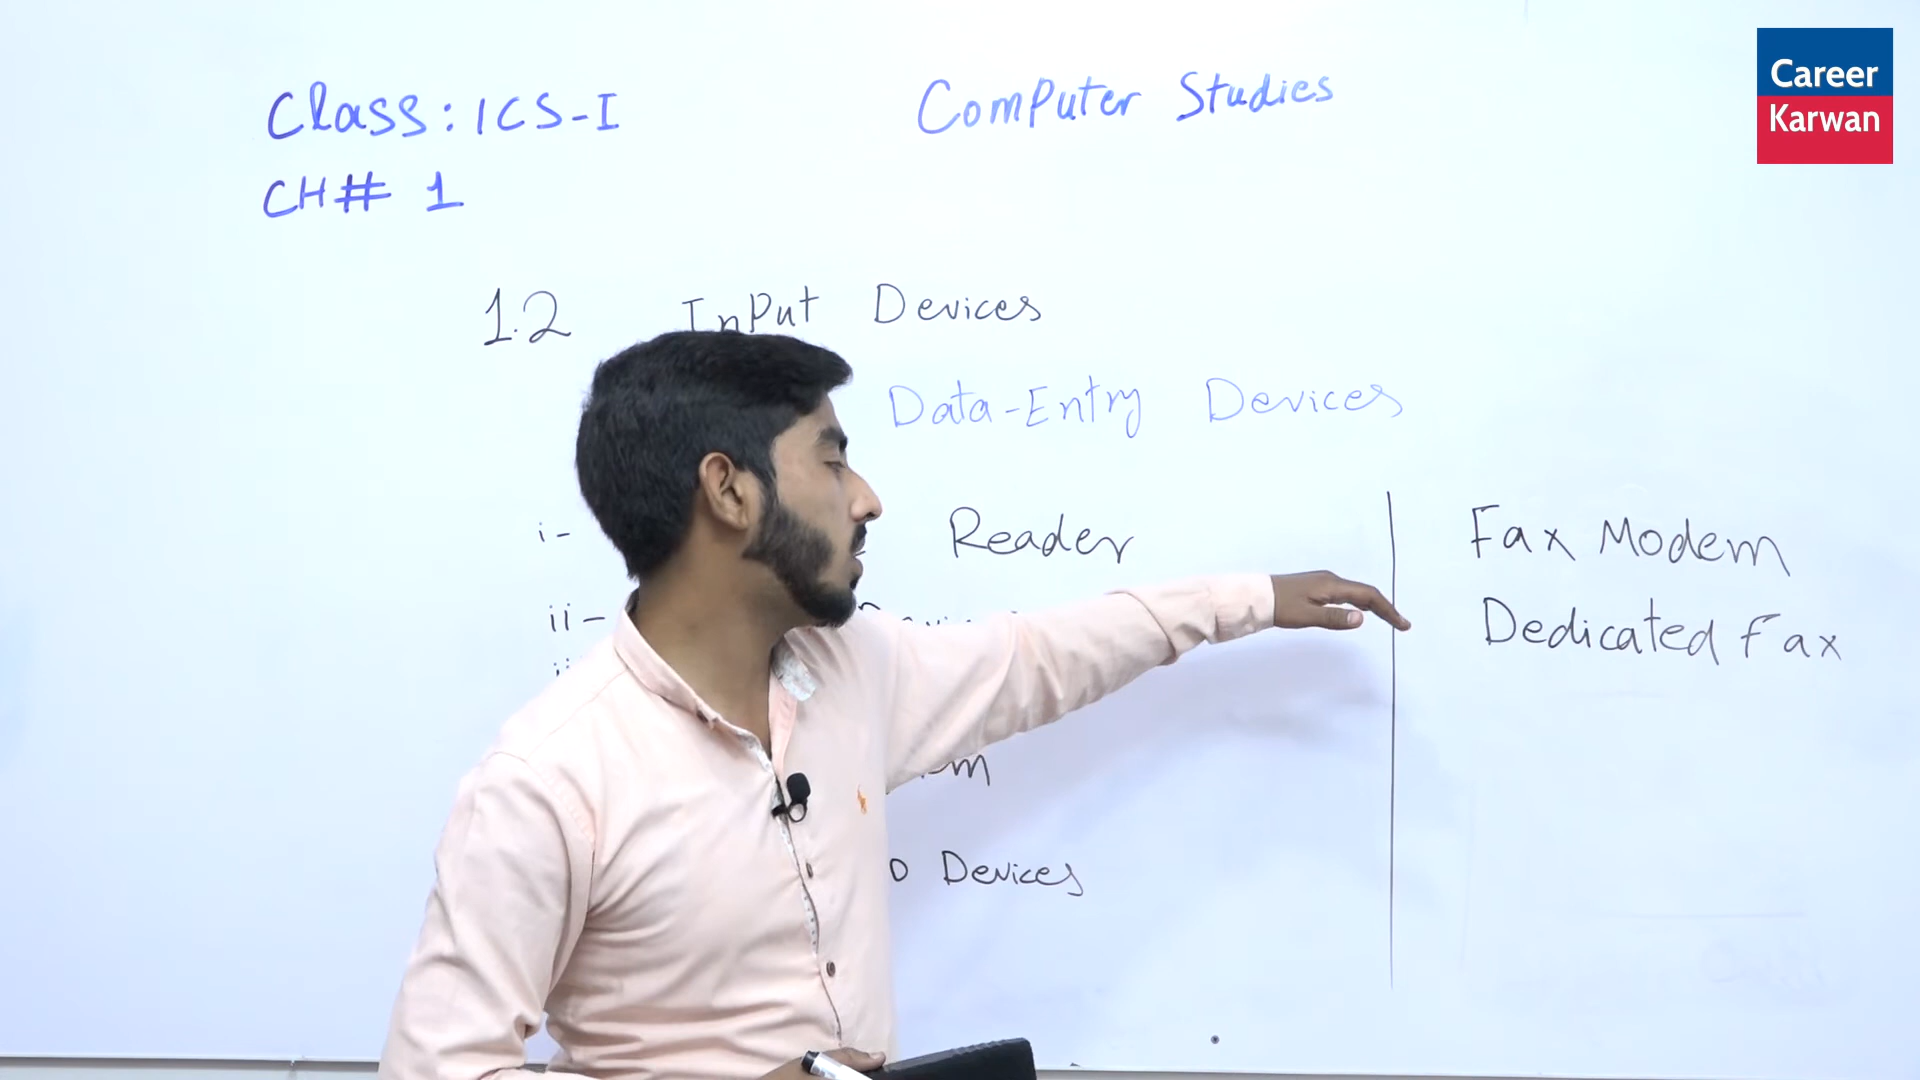 Career
Karwan
Class: ICS-I
Computer Studies
CH# 1
1.2 Input Devices
Data-Entry Devices
i- Reader
ii-
Devices
Fax Modem
Dedicated Fax